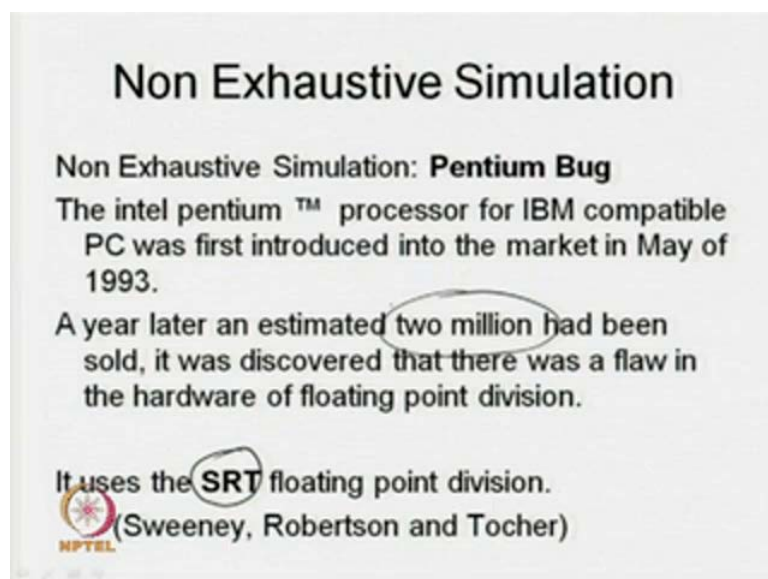 Non Exhaustive Simulation
Non Exhaustive Simulation: Pentium Bug
The intel pentium ™ processor for IBM compatible
PC was first introduced into the market in May of
1993.
A year later an estimated two million had been
sold, it was discovered that there was a flaw in
the hardware of floating point division.
It uses the SRT floating point division.
(Sweeney, Robertson and Tocher)
NPTEL